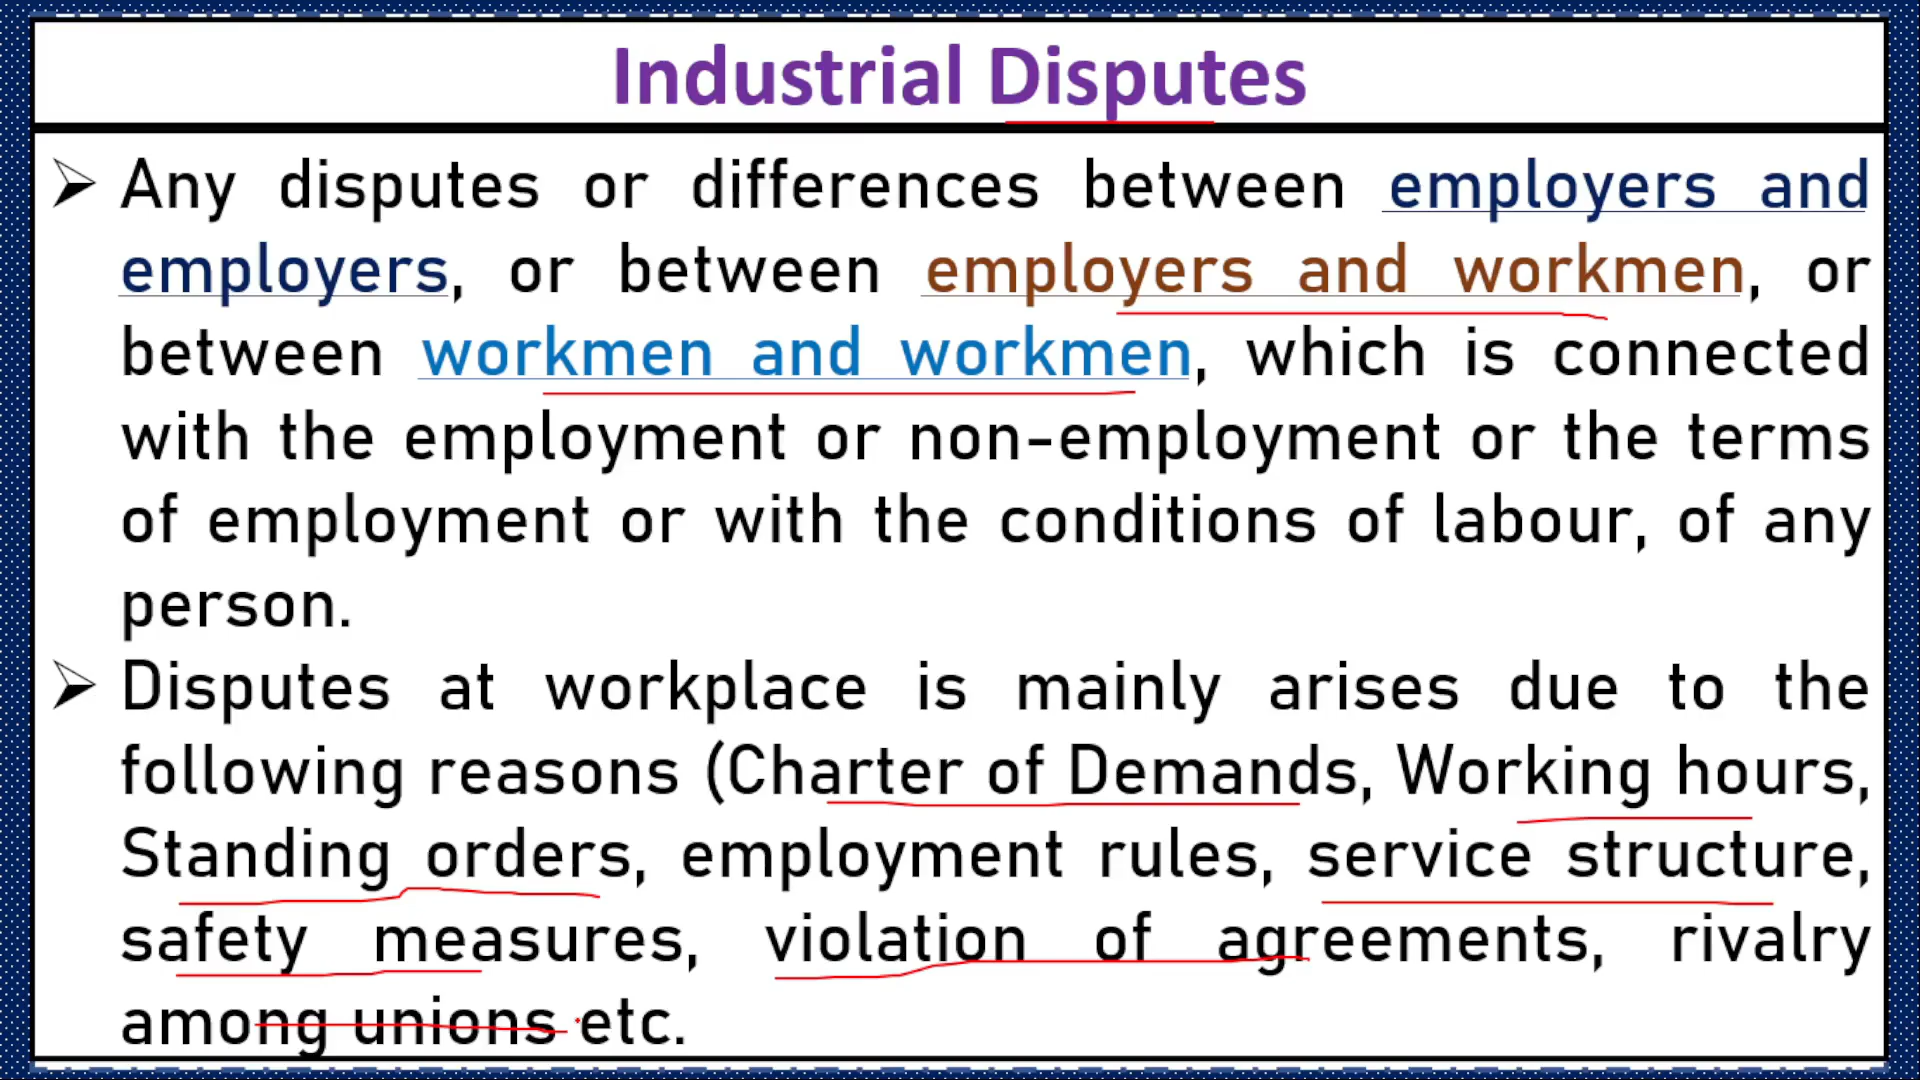 Industrial Disputes
➢ Any disputes or differences between employers and
employers, or between employers and workmen, or
between workmen and workmen, which is connected
with the employment or non-employment or the terms
of employment or with the conditions of labour, of any
person.
➢ Disputes at workplace is mainly arises due to the
following reasons (Charter of Demands, Working hours,
Standing orders, employment rules, service structure,
safety measures, violation of agreements, rivalry
among unions etc.